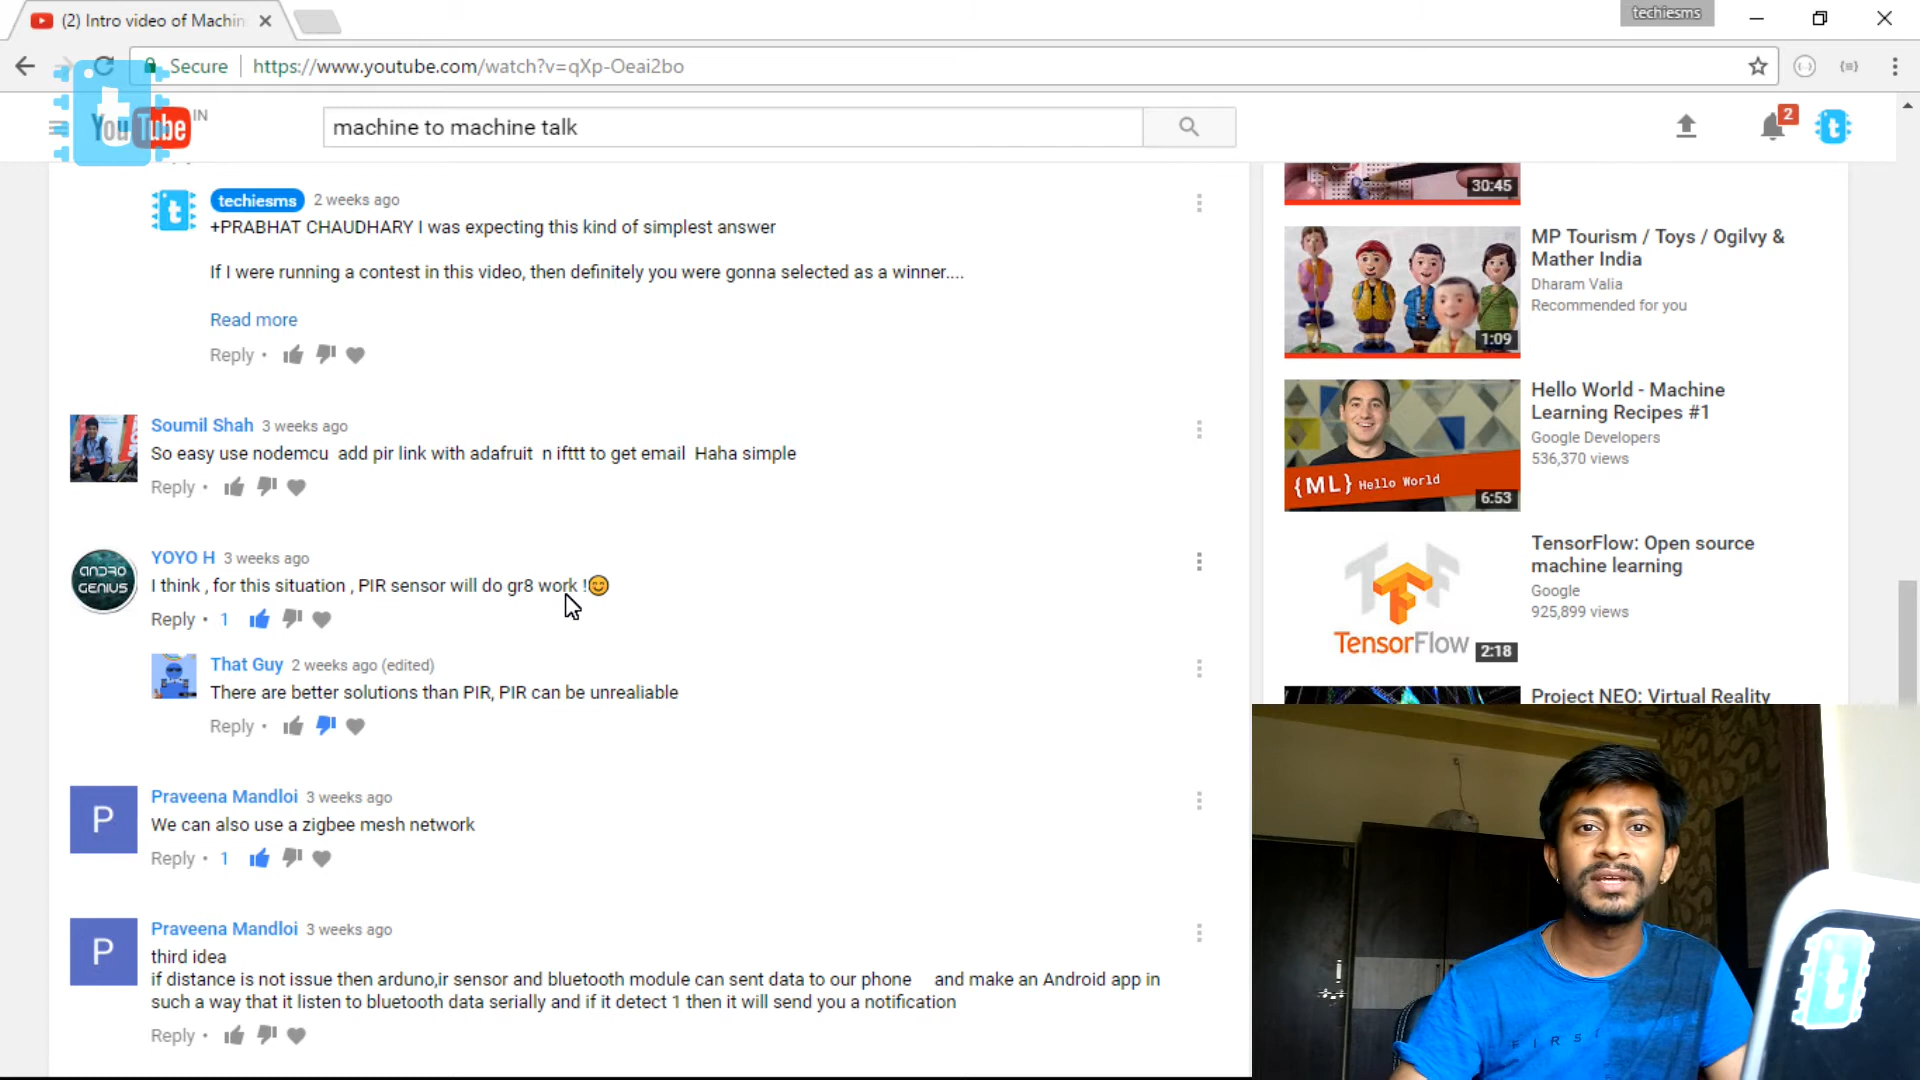 (2) Intro video of Machin
techiesms
Secure
https://www.youtube.com/watch?v=qXp-Oeai2bo
t
YouTube
IN
machine to machine talk
2
t
t
techiesms 2 weeks ago
+PRABHAT CHAUDHARY I was expecting this kind of simplest answer
If I were running a contest in this video, then definitely you were gonna selected as a winner....
Read more
Reply •
Soumil Shah 3 weeks ago
So easy use nodemcu add pir link with adafruit n ifttt to get email Haha simple
Reply •
ANDRO
GENIUS
YOYO H 3 weeks ago
I think , for this situation , PIR sensor will do gr8 work !😊
Reply • 1
That Guy 2 weeks ago (edited)
There are better solutions than PIR, PIR can be unrealiable
Reply •
P
Praveena Mandloi 3 weeks ago
We can also use a zigbee mesh network
Reply • 1
P
Praveena Mandloi 3 weeks ago
third idea
if distance is not issue then arduno,ir sensor and bluetooth module can sent data to our phone and make an Android app in
such a way that it listen to bluetooth data serially and if it detect 1 then it will send you a notification
Reply •
30:45
MP Tourism / Toys / Ogilvy &
Mather India
Dharam Valia
Recommended for you
1:09
Hello World - Machine
Learning Recipes #1
Google Developers
536,370 views
{ML} Hello World
6:53
TensorFlow: Open source
machine learning
Google
925,899 views
TensorFlow
2:18
Project NEO: Virtual Reality
FIRS
t